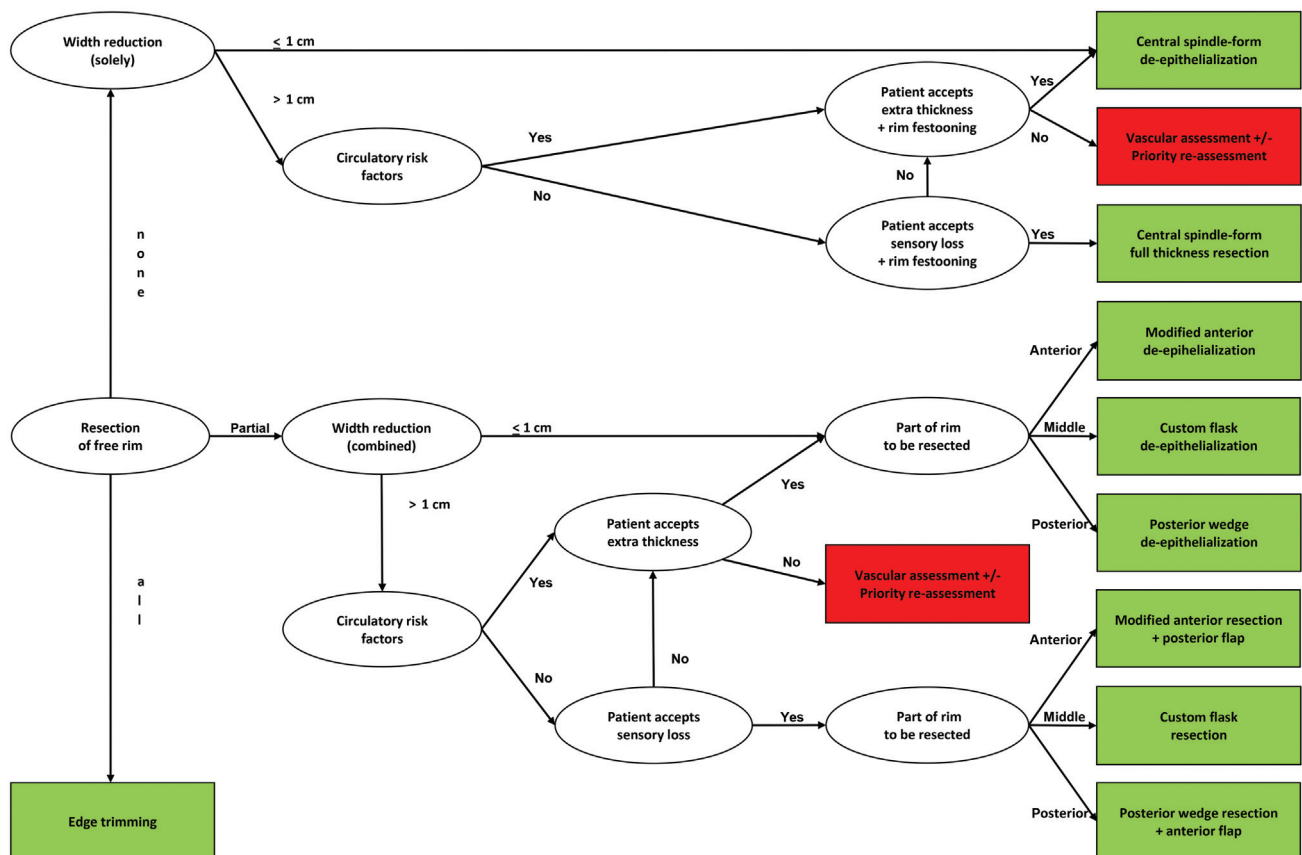 Width reduction
(solely)
≤ 1 cm
Central spindle-form
de-epithelialization
> 1 cm
Patient accepts
extra thickness
+ rim festooning
Yes
No
Vascular assessment +/-
Priority re-assessment
Circulatory risk
factors
Yes
No
No
Patient accepts
sensory loss
+ rim festooning
Yes
Central spindle-form
full thickness resection
none
Resection
of free rim
Partial
Width reduction
(combined)
≤ 1 cm
Part of rim
to be resected
Anterior
Modified anterior
de-epihelialization
Middle
Custom flask
de-epithelialization
Posterior
Posterior wedge
de-epithelialization
> 1 cm
Yes
Patient accepts
extra thickness
No
Vascular assessment +/-
Priority re-assessment
all
Circulatory risk
factors
Yes
No
No
Patient accepts
sensory loss
Yes
Part of rim
to be resected
Anterior
Modified anterior resection
+ posterior flap
Middle
Custom flask
resection
Posterior
Posterior wedge resection
+ anterior flap
Edge trimming